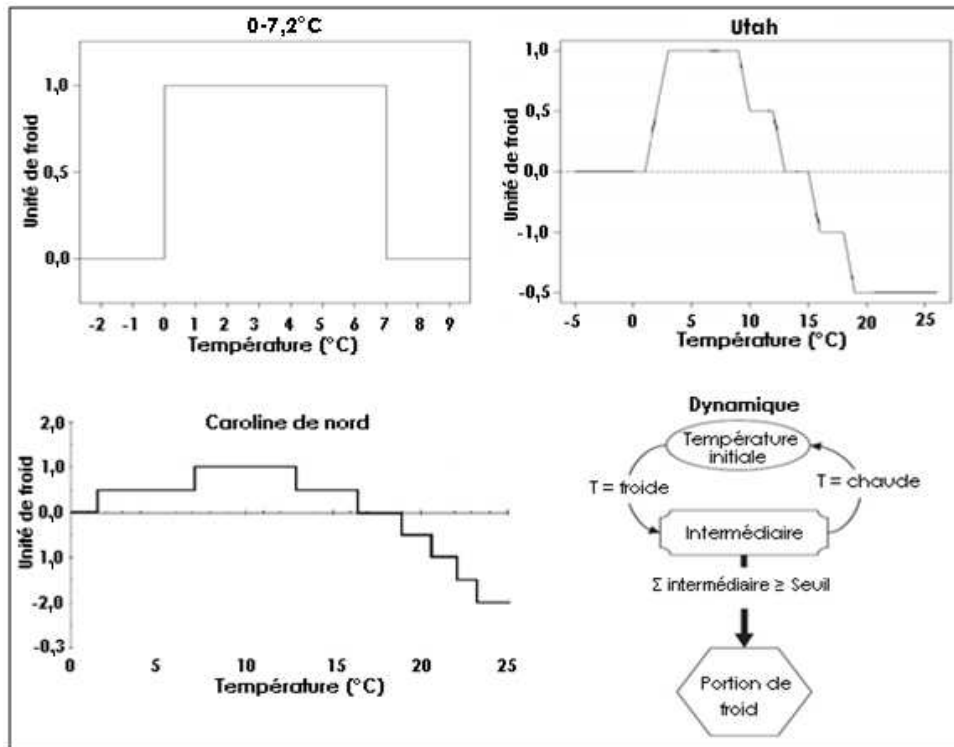 0-7,2°C
Unité de froid
1,0
0,5
0,0
-2 -1 0 1 2 3 4 5 6 7 8 9
Température (°C)
Utah
Unité de froid
1,0
0,5
0,0
-1,0
-0,5
-5 0 5 10 15 20 25
Température (°C)
Caroline de nord
Unité de froid
2,0
1,0
0,0
1,0
-2,0
-0,3
0 5 10 15 20 25
Température (°C)
Dynamique
Température
initiale
T = froide
T = chaude
Intermédiaire
Σ intermédiaire ≥ Seuil
Portion de
froid